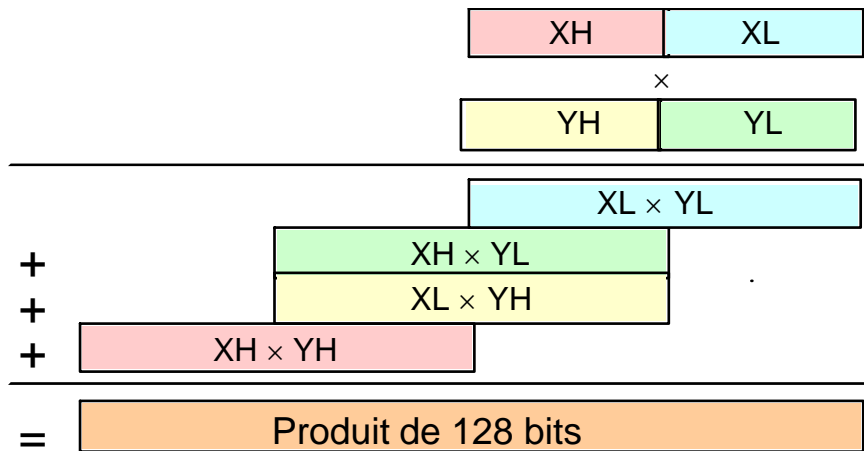 XH XL
×
YH YL
XL × YL
+ XH × YL
+ XL × YH
+ XH × YH
= Produit de 128 bits